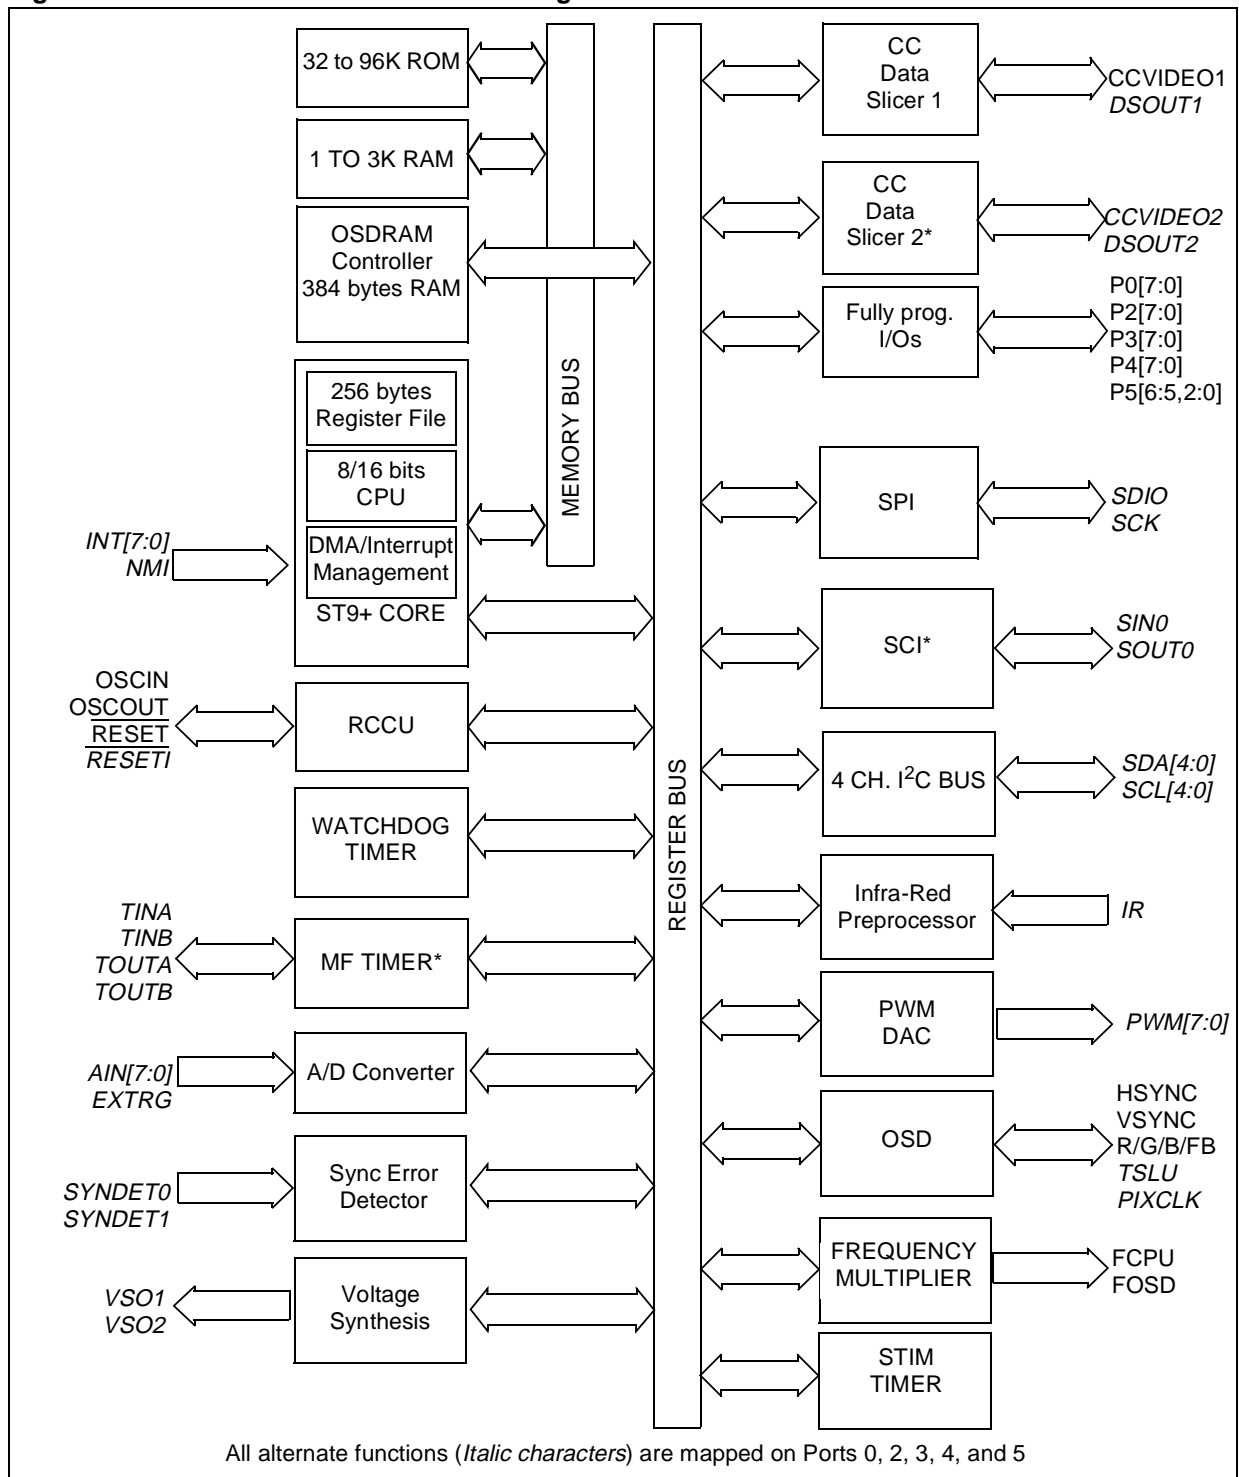 32 to 96K ROM
1 TO 3K RAM
OSDRAM
Controller
384 bytes RAM
256 bytes
Register File
8/16 bits
CPU
DMA/Interrupt
Management
ST9+ CORE
INT[7:0]
NMI
OSCIN
OSCOUT
RESET
RESETI
RCCU
WATCHDOG
TIMER
TINA
TINB
TOUTA
TOUTB
MF TIMER*
AIN[7:0]
EXTRG
A/D Converter
SYNDET0
SYNDET1
Sync Error
Detector
VSO1
VSO2
Voltage
Synthesis
MEMORY BUS
REGISTER BUS
CC
Data
Slicer 1
CCVIDEO1
DSOUT1
CC
Data
Slicer 2*
CCVIDEO2
DSOUT2
Fully prog.
I/Os
P0[7:0]
P2[7:0]
P3[7:0]
P4[7:0]
P5[6:5,2:0]
SPI
SDIO
SCK
SCI*
SIN0
SOUT0
4 CH. I²C BUS
SDA[4:0]
SCL[4:0]
Infra-Red
Preprocessor
IR
PWM
DAC
PWM[7:0]
OSD
HSYNC
VSYNC
R/G/B/FB
TSLU
PIXCLK
FREQUENCY
MULTIPLIER
FCPU
FOSD
STIM
TIMER
All alternate functions (Italic characters) are mapped on Ports 0, 2, 3, 4, and 5